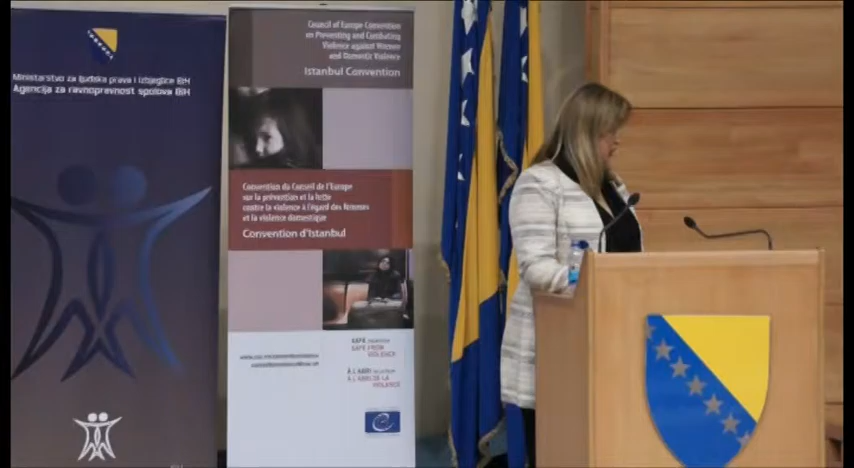 Ministarstvo za ljudska prava i izbjeglice BiH
Agencija za ravnopravnost spolova BiH
Council of Europe Convention
on Preventing and Combating
Violence against Women
and Domestic Violence
Istanbul Convention
Convention du Conseil de l'Europe
sur la prévention et la lutte
contre la violence à l'égard des femmes
et la violence domestique
Convention d'Istanbul
SAFE FROM
VIOLENCE
À L'ABRI DE LA
VIOLENCE